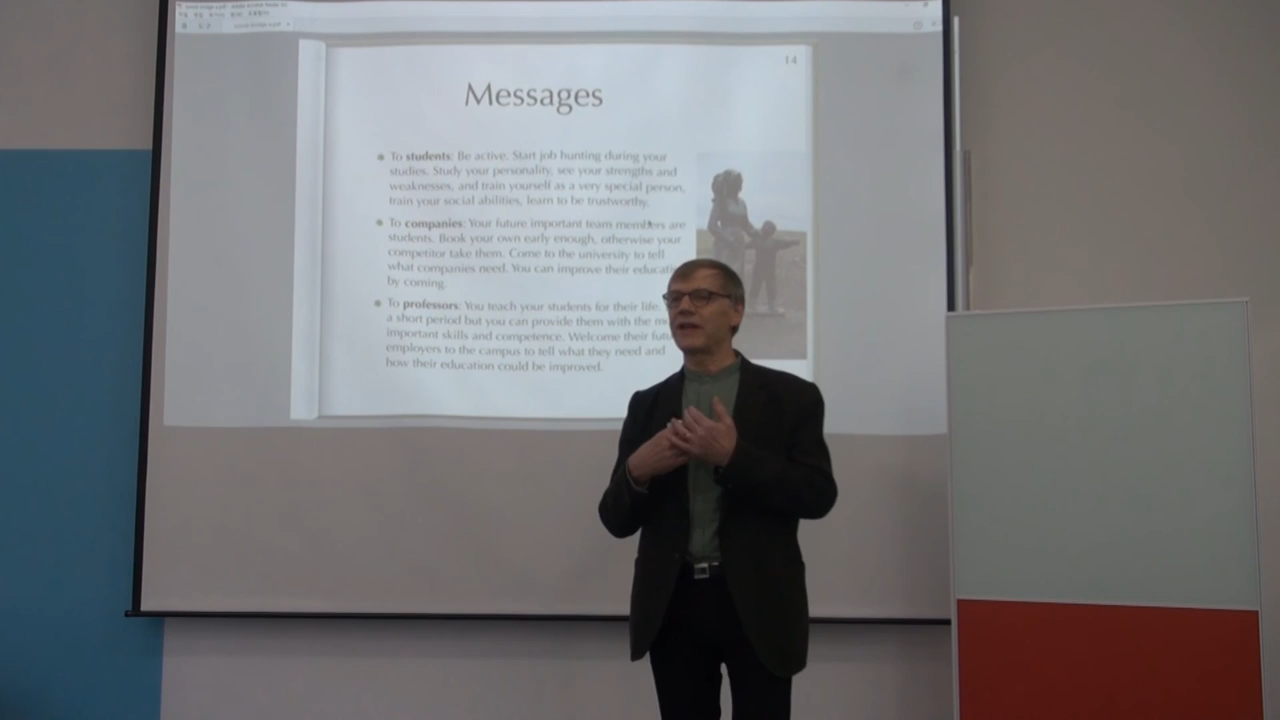 14
Messages
To students: Be active. Start job hunting during your
studies. Study your personality, see your strengths and
weaknesses, and train yourself as a very special person,
train your social abilities, learn to be trustworthy.
To companies: Your future important team members are
students. Book your own early enough, otherwise your
competitor take them. Come to the university to tell
what companies need. You can improve their educati
by coming.
To professors: You teach your students for their life.
a short period but you can provide them with the
important skills and competence. Welcome their futu
employers to the campus to tell what they need and
how their education could be improved.